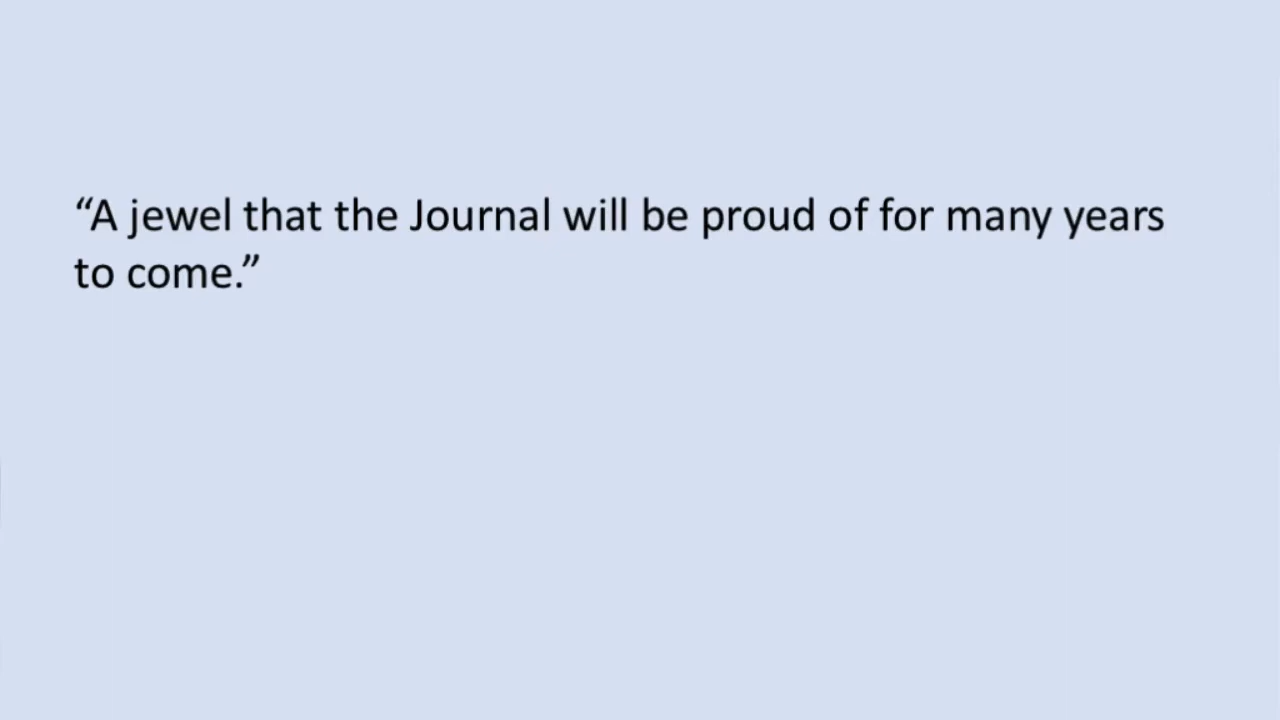 “A jewel that the Journal will be proud of for many years
to come.”